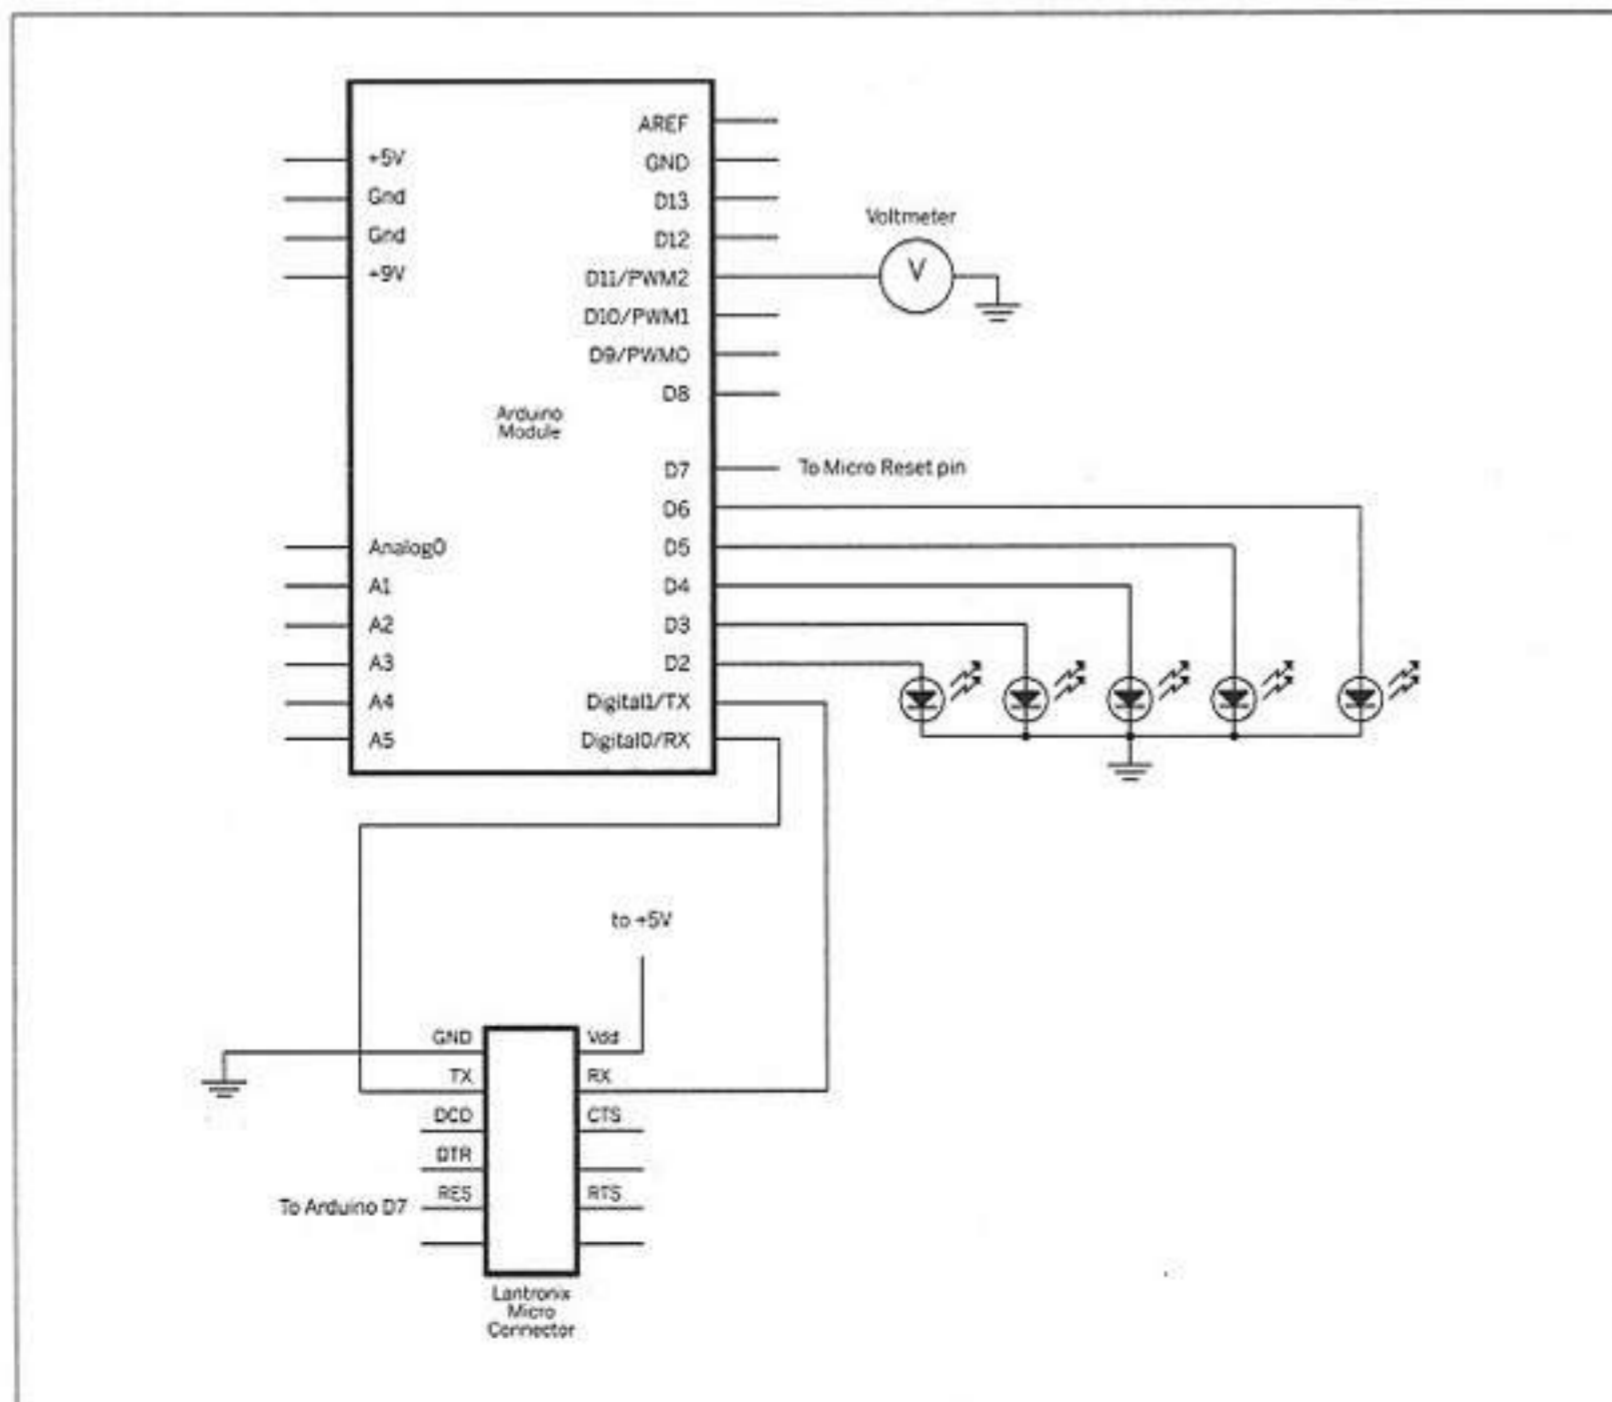 AREF
+5V
GND
Gnd
D13
Voltmeter
Gnd
D12
+9V
D11/PWM2
V
D10/PWM1
D9/PWM0
D8
Arduino
Module
D7
To Micro Reset pin
D6
Analog0
D5
A1
D4
A2
D3
A3
D2
A4
Digital1/TX
A5
Digital0/RX
to +5V
GND
Vdd
TX
RX
DCD
CTS
DTR
RES
RTS
To Arduino D7
Lantronix
Micro
Connector